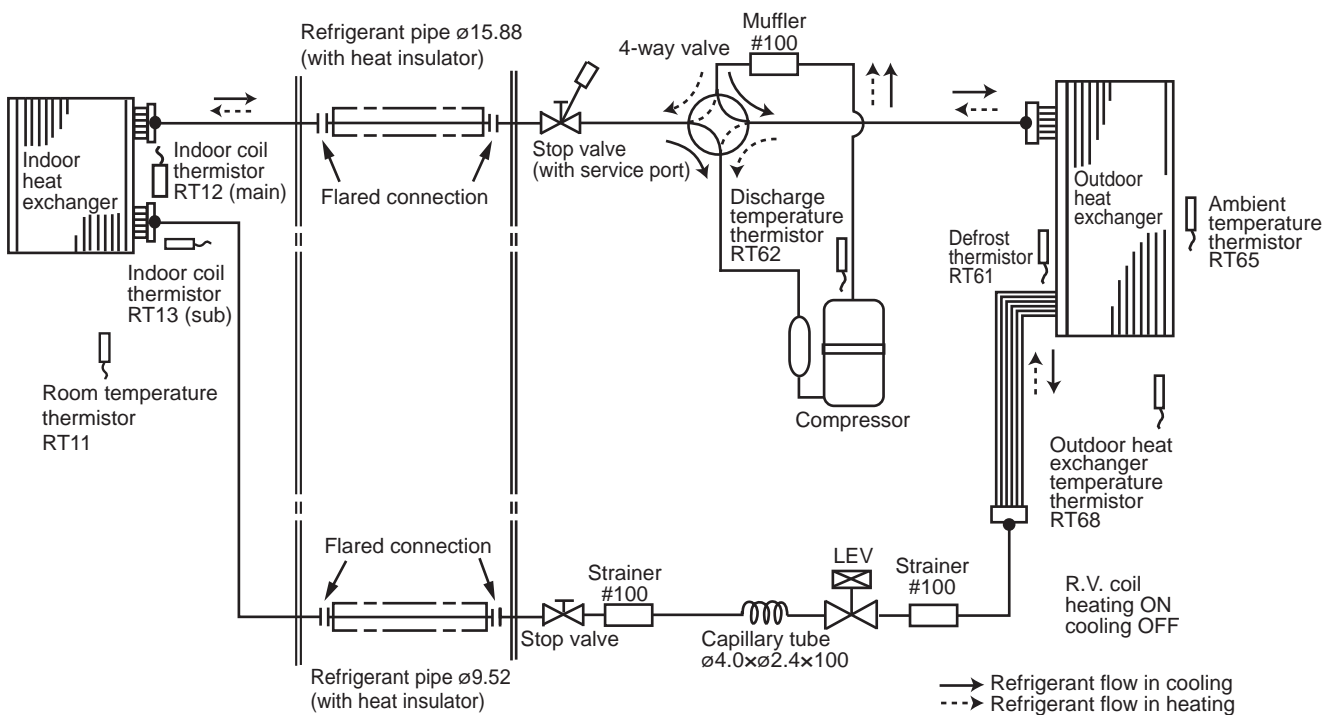 Refrigerant pipe ø15.88
(with heat insulator)
Muffler
#100
4-way valve
Indoor
heat
exchanger
Indoor coil
thermistor
RT12 (main)
Flared connection
Stop valve
(with service port)
Discharge
temperature
thermistor
RT62
Outdoor
heat
exchanger
Ambient
temperature
thermistor
RT65
Defrost
thermistor
RT61
Indoor coil
thermistor
RT13 (sub)
Room temperature
thermistor
RT11
Compressor
Outdoor heat
exchanger
temperature
thermistor
RT68
Flared connection
Strainer
#100
LEV
Strainer
#100
R.V. coil
heating ON
cooling OFF
Stop valve
Capillary tube
ø4.0×ø2.4×100
Refrigerant pipe ø9.52
(with heat insulator)
Refrigerant flow in cooling
Refrigerant flow in heating